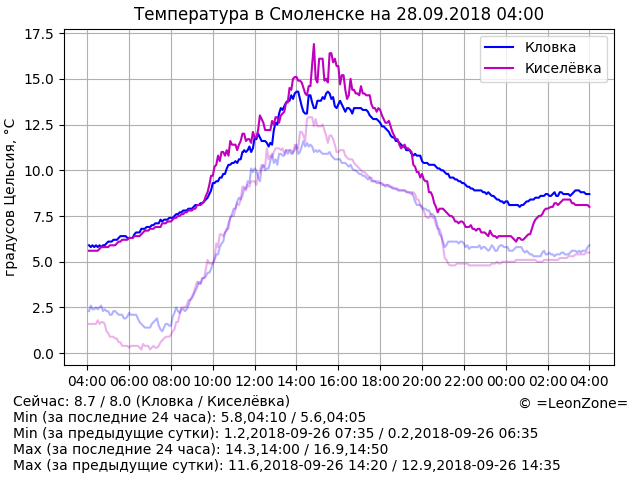 Температура в Смоленске на 28.09.2018 04:00
17.5
15.0
12.5
10.0
7.5
5.0
2.5
0.0
градусов Цельсия, °C
Кловка
Киселёвка
04:00 06:00 08:00 10:00 12:00 14:00 16:00 18:00 20:00 22:00 00:00 02:00 04:00
Сейчас: 8.7 / 8.0 (Кловка / Киселёвка)
© =LeonZone=
Min (за последние 24 часа): 5.8,04:10 / 5.6,04:05
Min (за предыдущие сутки): 1.2,2018-09-26 07:35 / 0.2,2018-09-26 06:35
Max (за последние 24 часа): 14.3,14:00 / 16.9,14:50
Max (за предыдущие сутки): 11.6,2018-09-26 14:20 / 12.9,2018-09-26 14:35